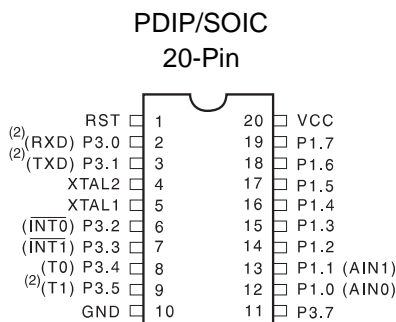 PDIP/SOIC
20-Pin
RST 1 20 VCC
(2)(RXD) P3.0 2 19 P1.7
(2)(TXD) P3.1 3 18 P1.6
XTAL2 4 17 P1.5
XTAL1 5 16 P1.4
(INT0) P3.2 6 15 P1.3
(INT1) P3.3 7 14 P1.2
(T0) P3.4 8 13 P1.1 (AIN1)
(2)(T1) P3.5 9 12 P1.0 (AIN0)
GND 10 11 P3.7